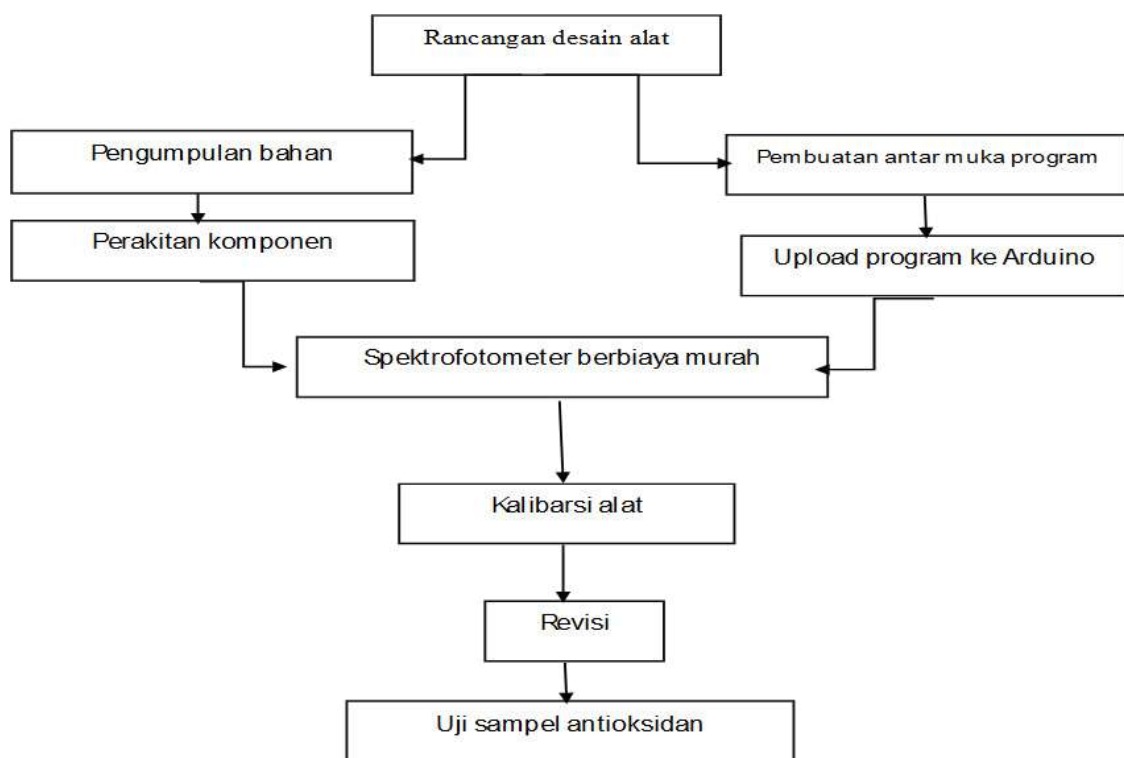 Rancangan desain alat
Pengumpulan bahan
Pembuatan antar muka program
Perakitan komponen
Upload program ke Arduino
Spektrofotometer berbiaya murah
Kalibarsi alat
Revisi
Uji sampel antioksidan